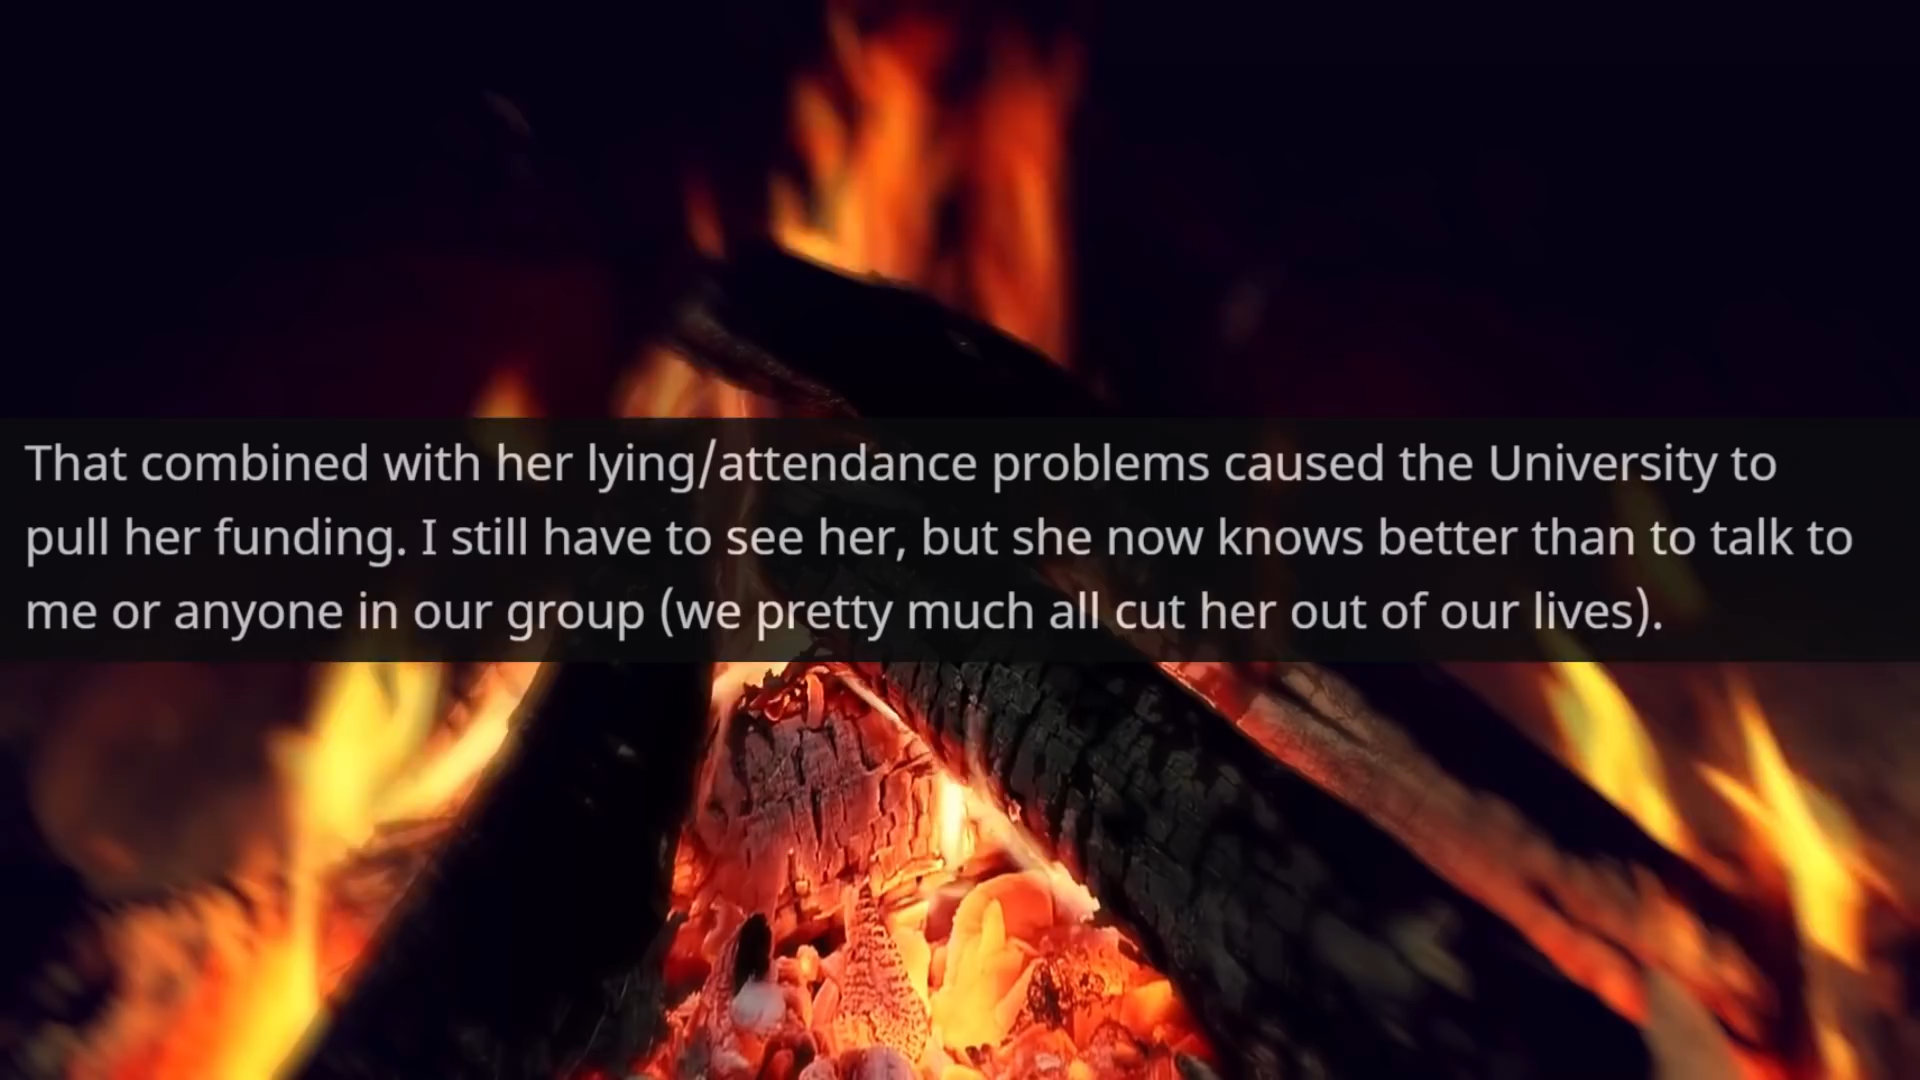 That combined with her lying/attendance problems caused the University to
pull her funding. I still have to see her, but she now knows better than to talk to
me or anyone in our group (we pretty much all cut her out of our lives).